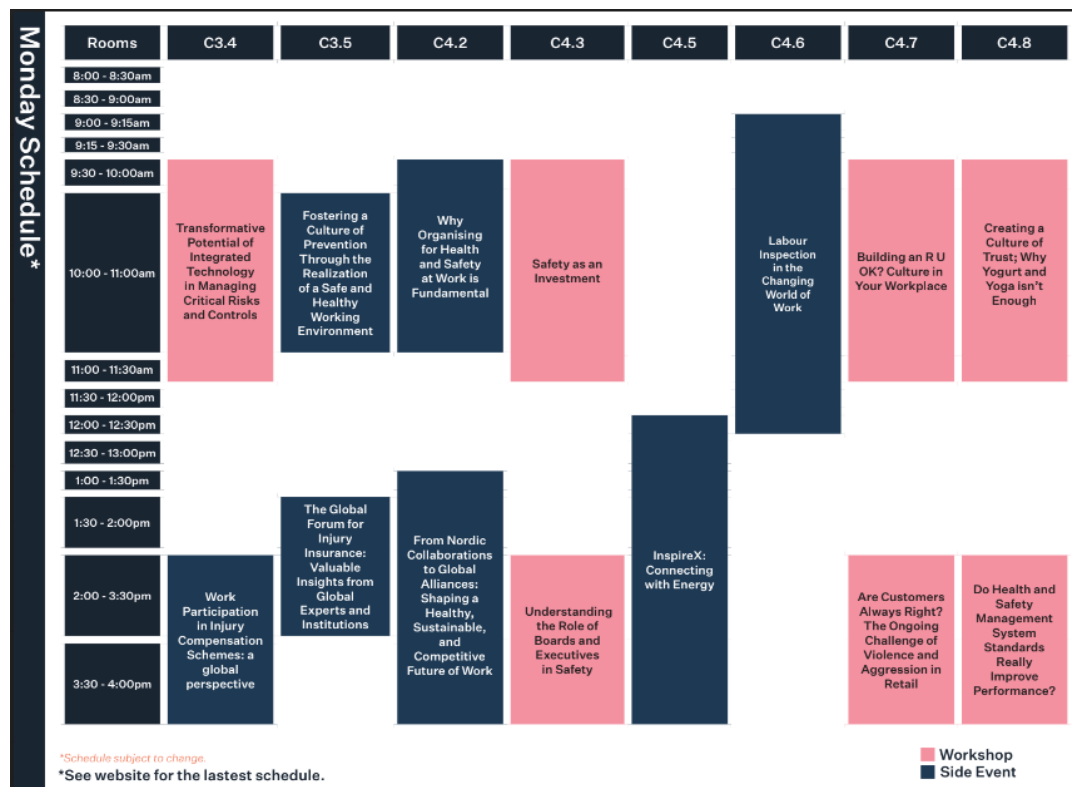 Monday Schedule*
Rooms
C3.4
C3.5
C4.2
C4.3
C4.5
C4.6
C4.7
C4.8
8:00 - 8:30am
8:30 - 9:00am
9:00 - 9:15am
9:15 - 9:30am
9:30 - 10:00am
10:00 - 11:00am
11:00 - 11:30am
11:30 - 12:00pm
12:00 - 12:30pm
12:30 - 13:00pm
1:00 - 1:30pm
1:30 - 2:00pm
2:00 - 3:30pm
3:30 - 4:00pm
Transformative
Potential of
Integrated
Technology
in Managing
Critical Risks
and Controls
Fostering a
Culture of
Prevention
Through the
Realization
of a Safe and
Healthy
Working
Environment
Why
Organising
for Health
and Safety
at Work is
Fundamental
Safety as an
Investment
Labour
Inspection
in the
Changing
World of
Work
Building an R U
OK? Culture in
Your Workplace
Creating a
Culture of
Trust; Why
Yogurt and
Yoga isn't
Enough
Work
Participation
in Injury
Compensation
Schemes: a
global
perspective
The Global
Forum for
Injury
Insurance:
Valuable
Insights from
Global
Experts and
Institutions
From Nordic
Collaborations
to Global
Alliances:
Shaping a
Healthy,
Sustainable,
and
Competitive
Future of Work
Understanding
the Role of
Boards and
Executives
in Safety
InspireX:
Connecting
with Energy
Are Customers
Always Right?
The Ongoing
Challenge of
Violence and
Aggression in
Retail
Do Health and
Safety
Management
System
Standards
Really
Improve
Performance?
*Schedule subject to change.
*See website for the lastest schedule.
Workshop
Side Event